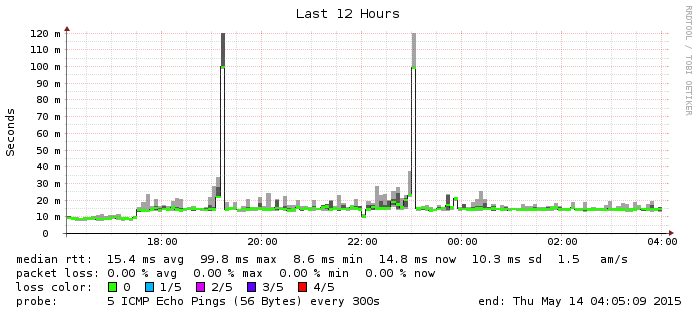 Last 12 Hours
RRDTOOL / TOBI OETIKER
Seconds
120 m
110 m
100 m
90 m
80 m
70 m
60 m
50 m
40 m
30 m
20 m
10 m
0
18:00 20:00 22:00 00:00 02:00 04:00
median rtt: 15.4 ms avg 99.8 ms max 8.6 ms min 14.8 ms now 10.3 ms sd 1.5 am/s
packet loss: 0.00 % avg 0.00 % max 0.00 % min 0.00 % now
loss color: 0 1/5 2/5 3/5 4/5
probe: 5 ICMP Echo Pings (56 Bytes) every 300s end: Thu May 14 04:05:09 2015